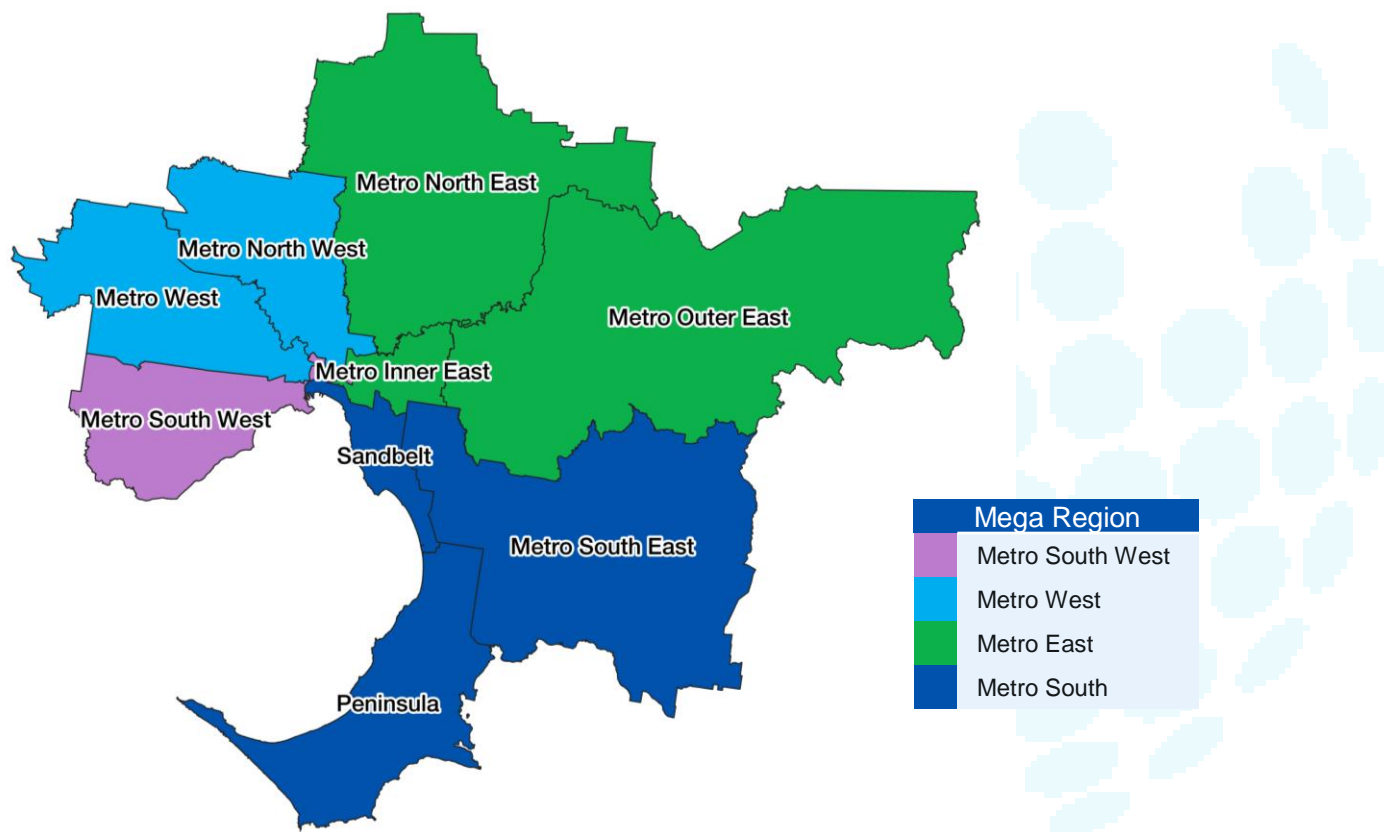 Metro North East
Metro North West
Metro West
Metro Outer East
Metro Inner East
Metro South West
Sandbelt
Metro South East
Peninsula
Mega Region
Metro South West
Metro West
Metro East
Metro South